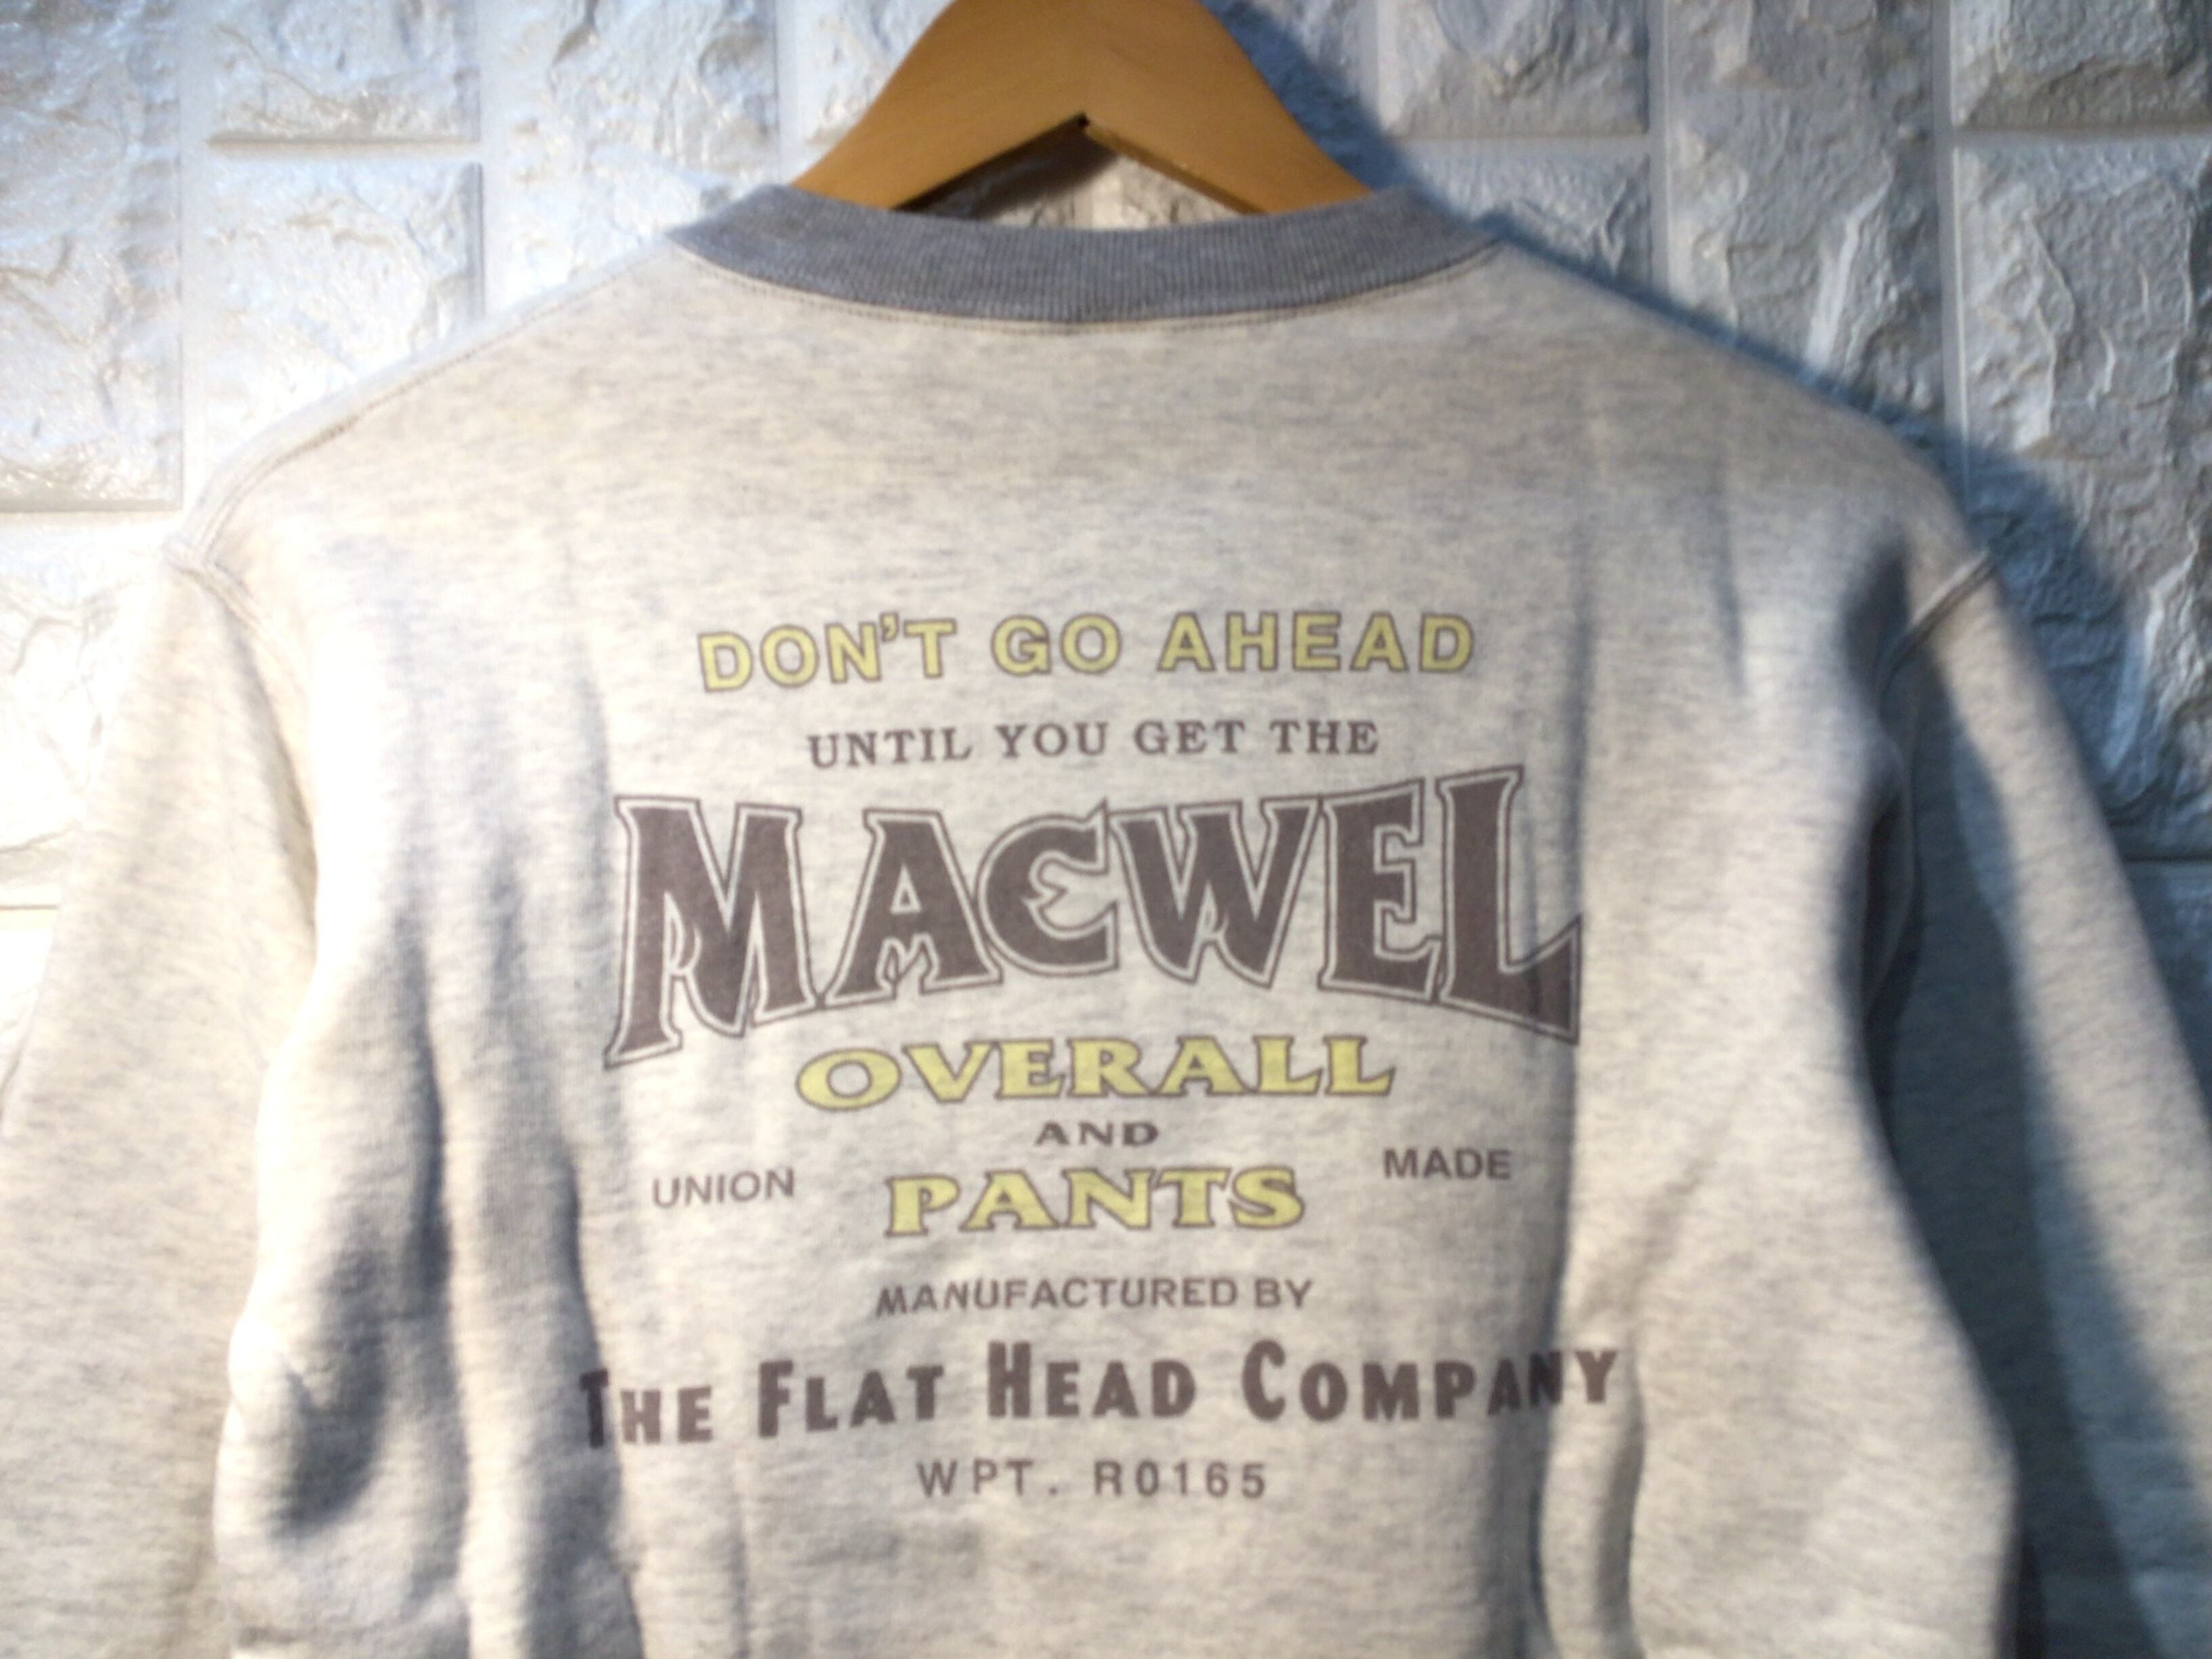 DON'T GO AHEAD
UNTIL YOU GET THE
MACWEL
OVERALL
AND
UNION PANTS MADE
MANUFACTURED BY
THE FLAT HEAD COMPANY
WPT. R0165